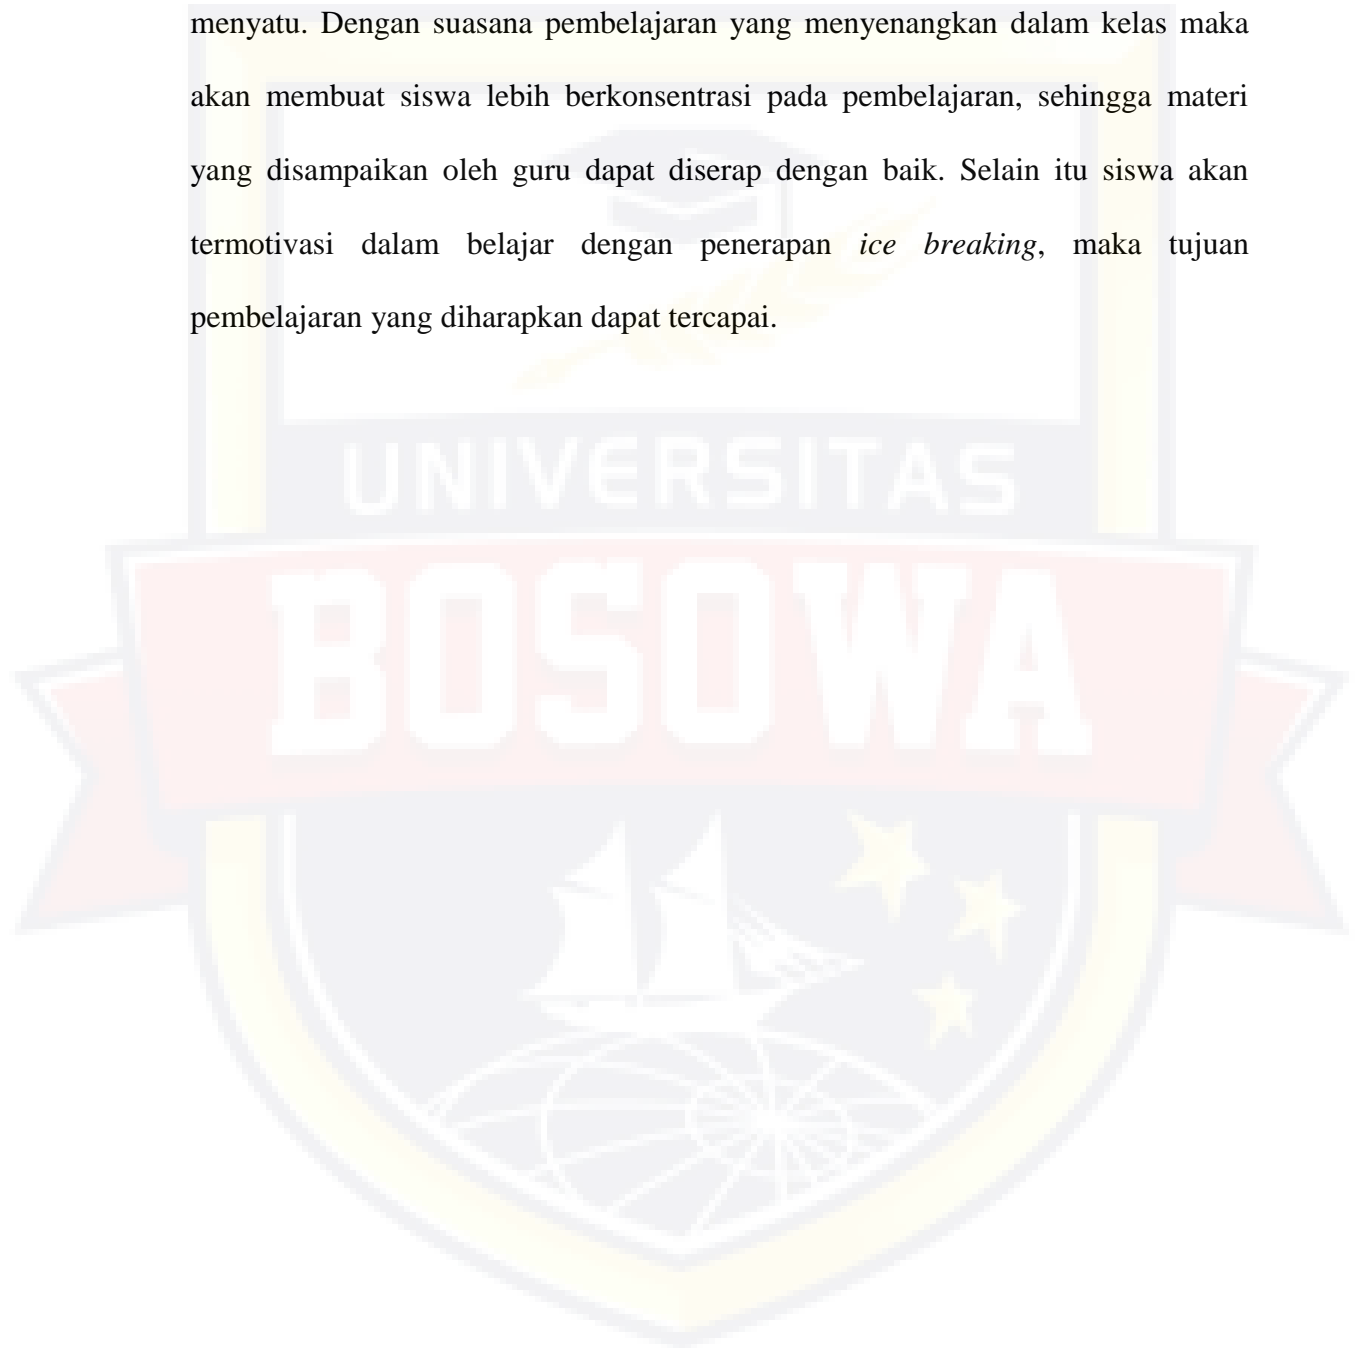 menyatu. Dengan suasana pembelajaran yang menyenangkan dalam kelas maka
akan membuat siswa lebih berkonsentrasi pada pembelajaran, sehingga materi
yang disampaikan oleh guru dapat diserap dengan baik. Selain itu siswa akan
termotivasi dalam belajar dengan penerapan ice breaking, maka tujuan
pembelajaran yang diharapkan dapat tercapai.
UNIVERSITAS
BOSOWA